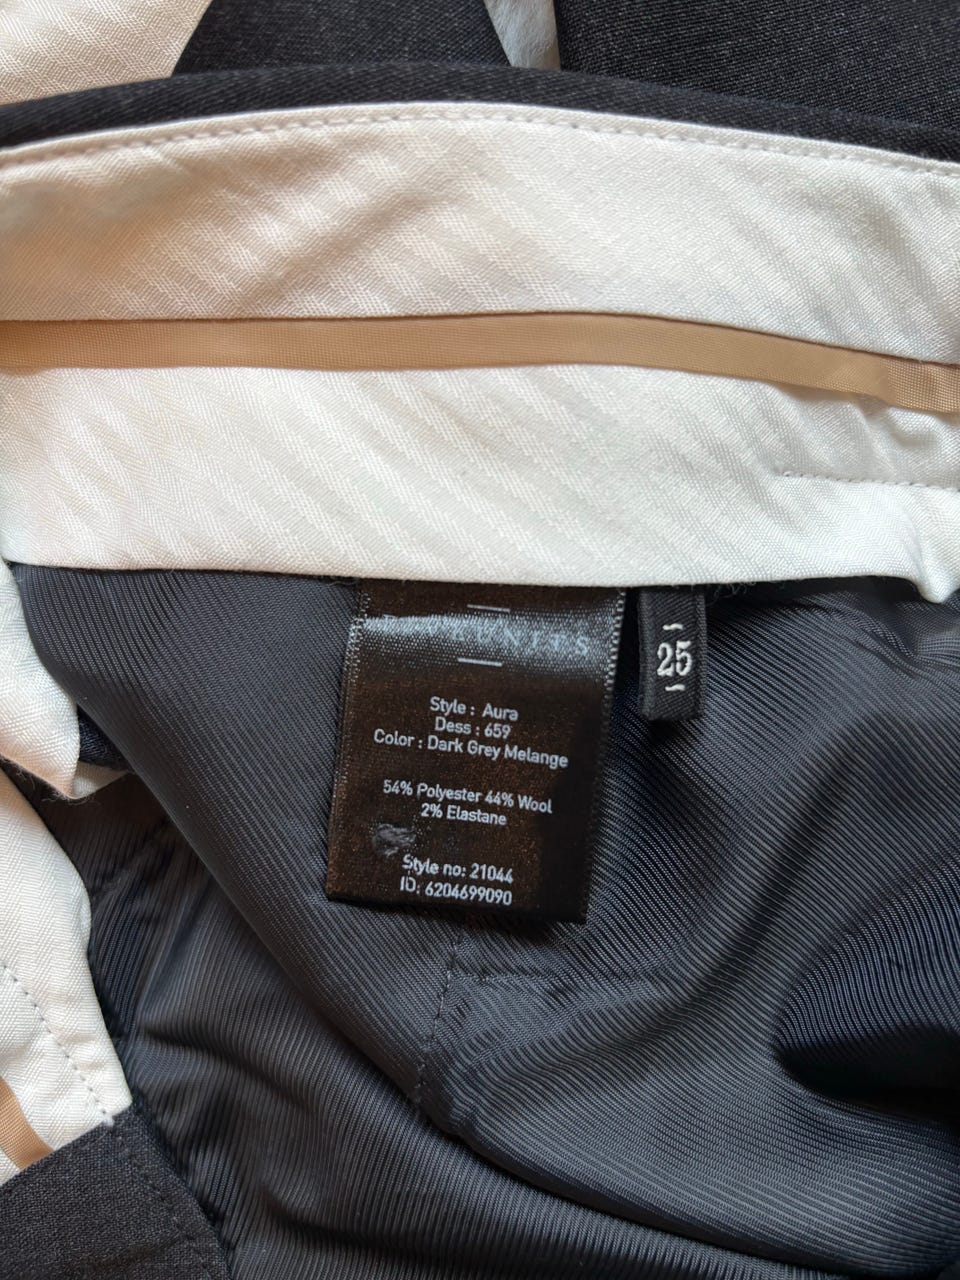 Style : Aura
Dess : 659
Color : Dark Grey Melange
54% Polyester 44% Wool
2% Elastane
Style no: 21044
ID: 6204699090
25